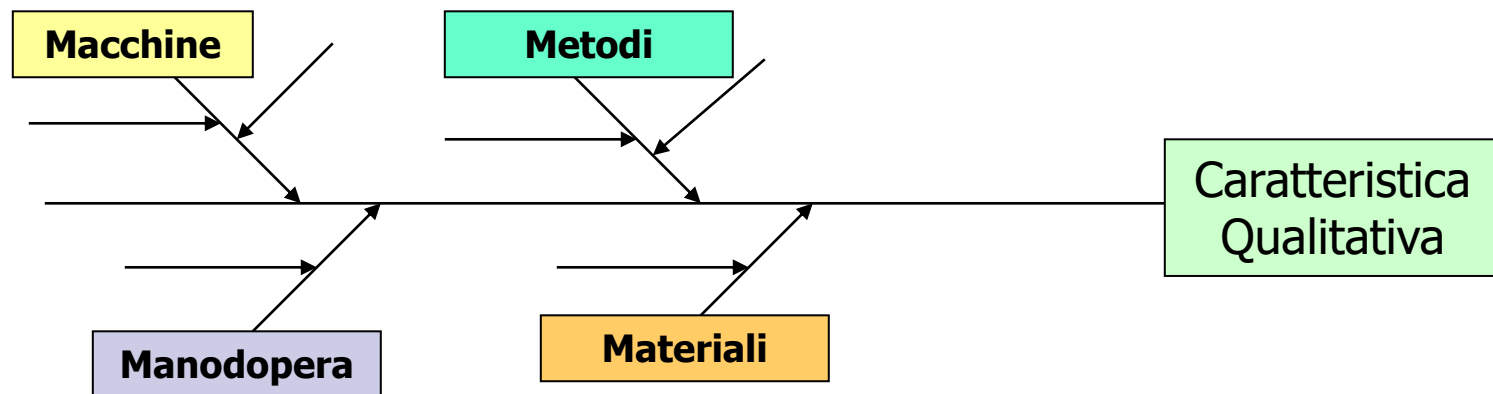 Macchine
Metodi
Caratteristica
Qualitativa
Manodopera
Materiali